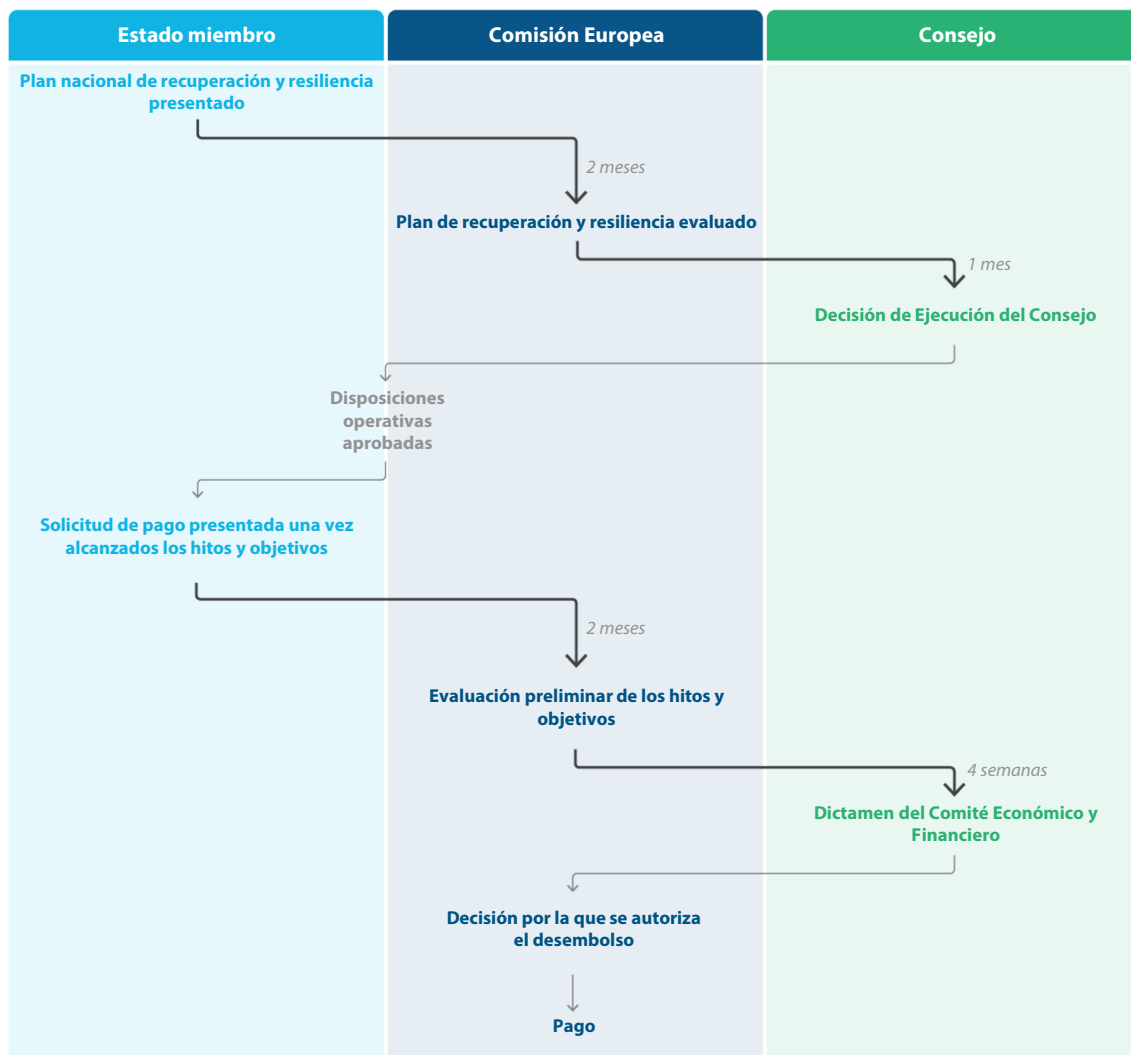 Estado miembro
Comisión Europea
Consejo
Plan nacional de recuperación y resiliencia
presentado
2 meses
Plan de recuperación y resiliencia evaluado
1 mes
Decisión de Ejecución del Consejo
Disposiciones
operativas
aprobadas
Solicitud de pago presentada una vez
alcanzados los hitos y objetivos
2 meses
Evaluación preliminar de los hitos y
objetivos
4 semanas
Dictamen del Comité Económico y
Financiero
Decisión por la que se autoriza
el desembolso
Pago